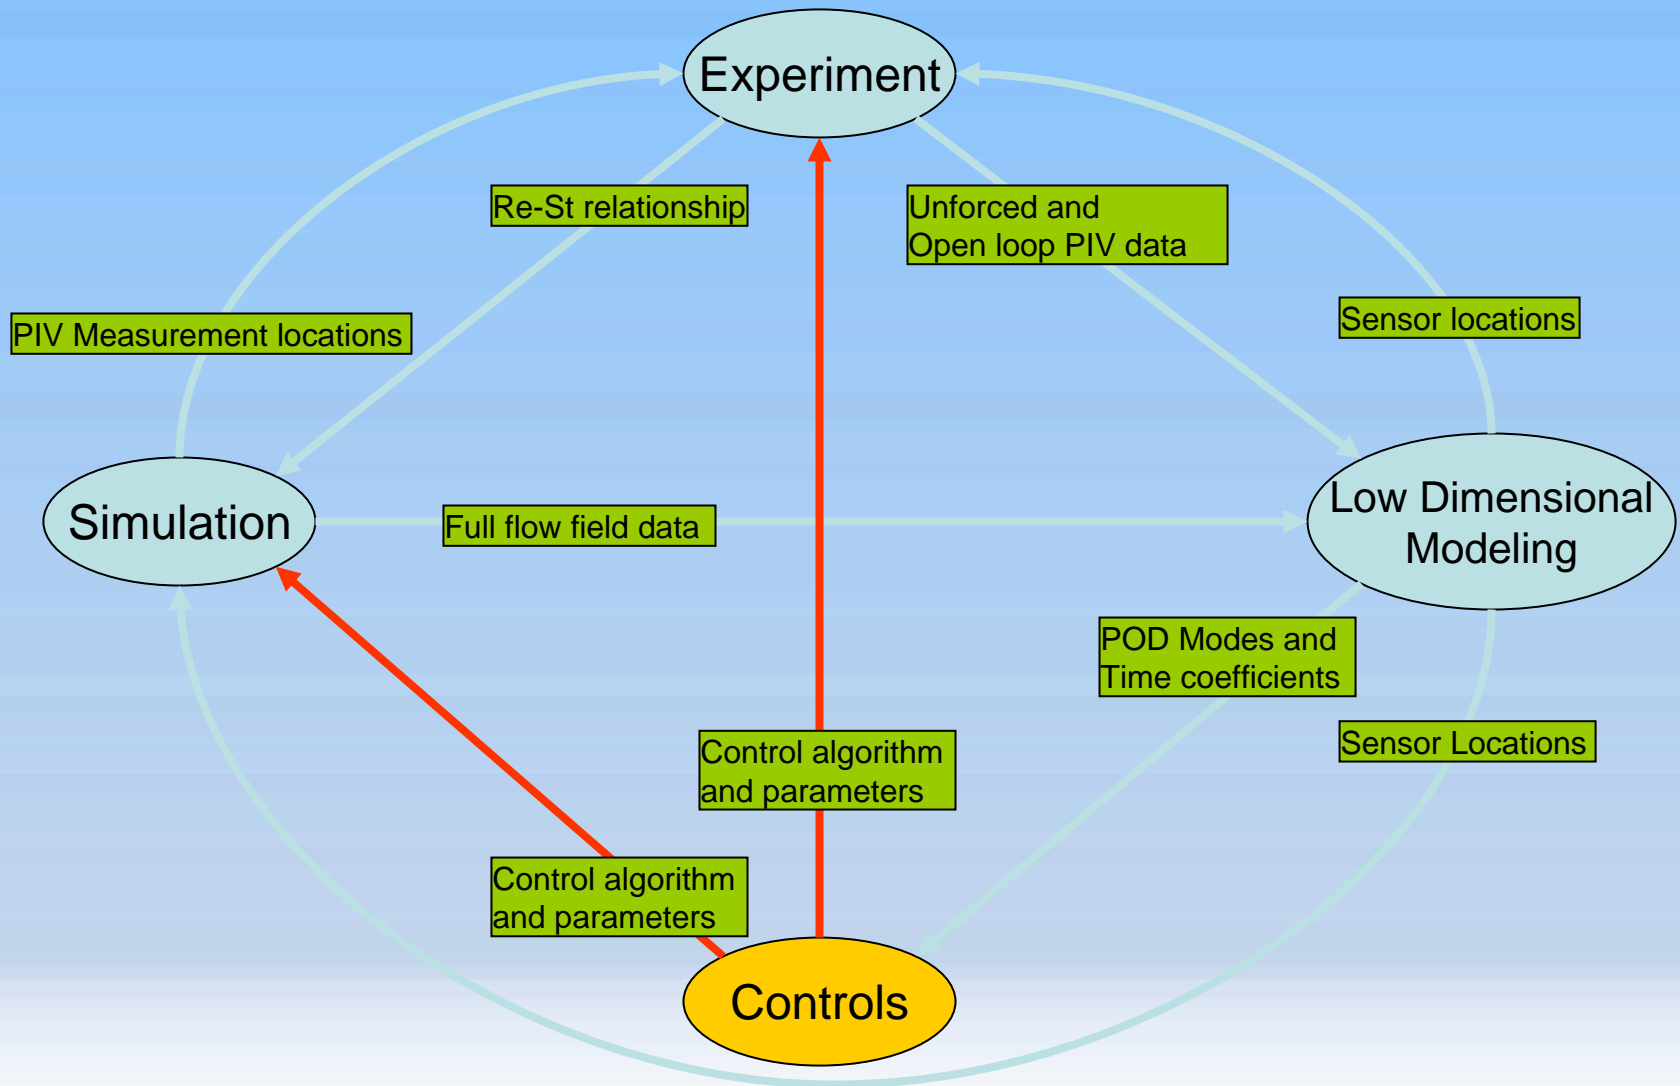 Experiment
Re-St relationship
Unforced and
Open loop PIV data
PIV Measurement locations
Sensor locations
Simulation
Full flow field data
Low Dimensional
Modeling
POD Modes and
Time coefficients
Sensor Locations
Control algorithm
and parameters
Control algorithm
and parameters
Controls